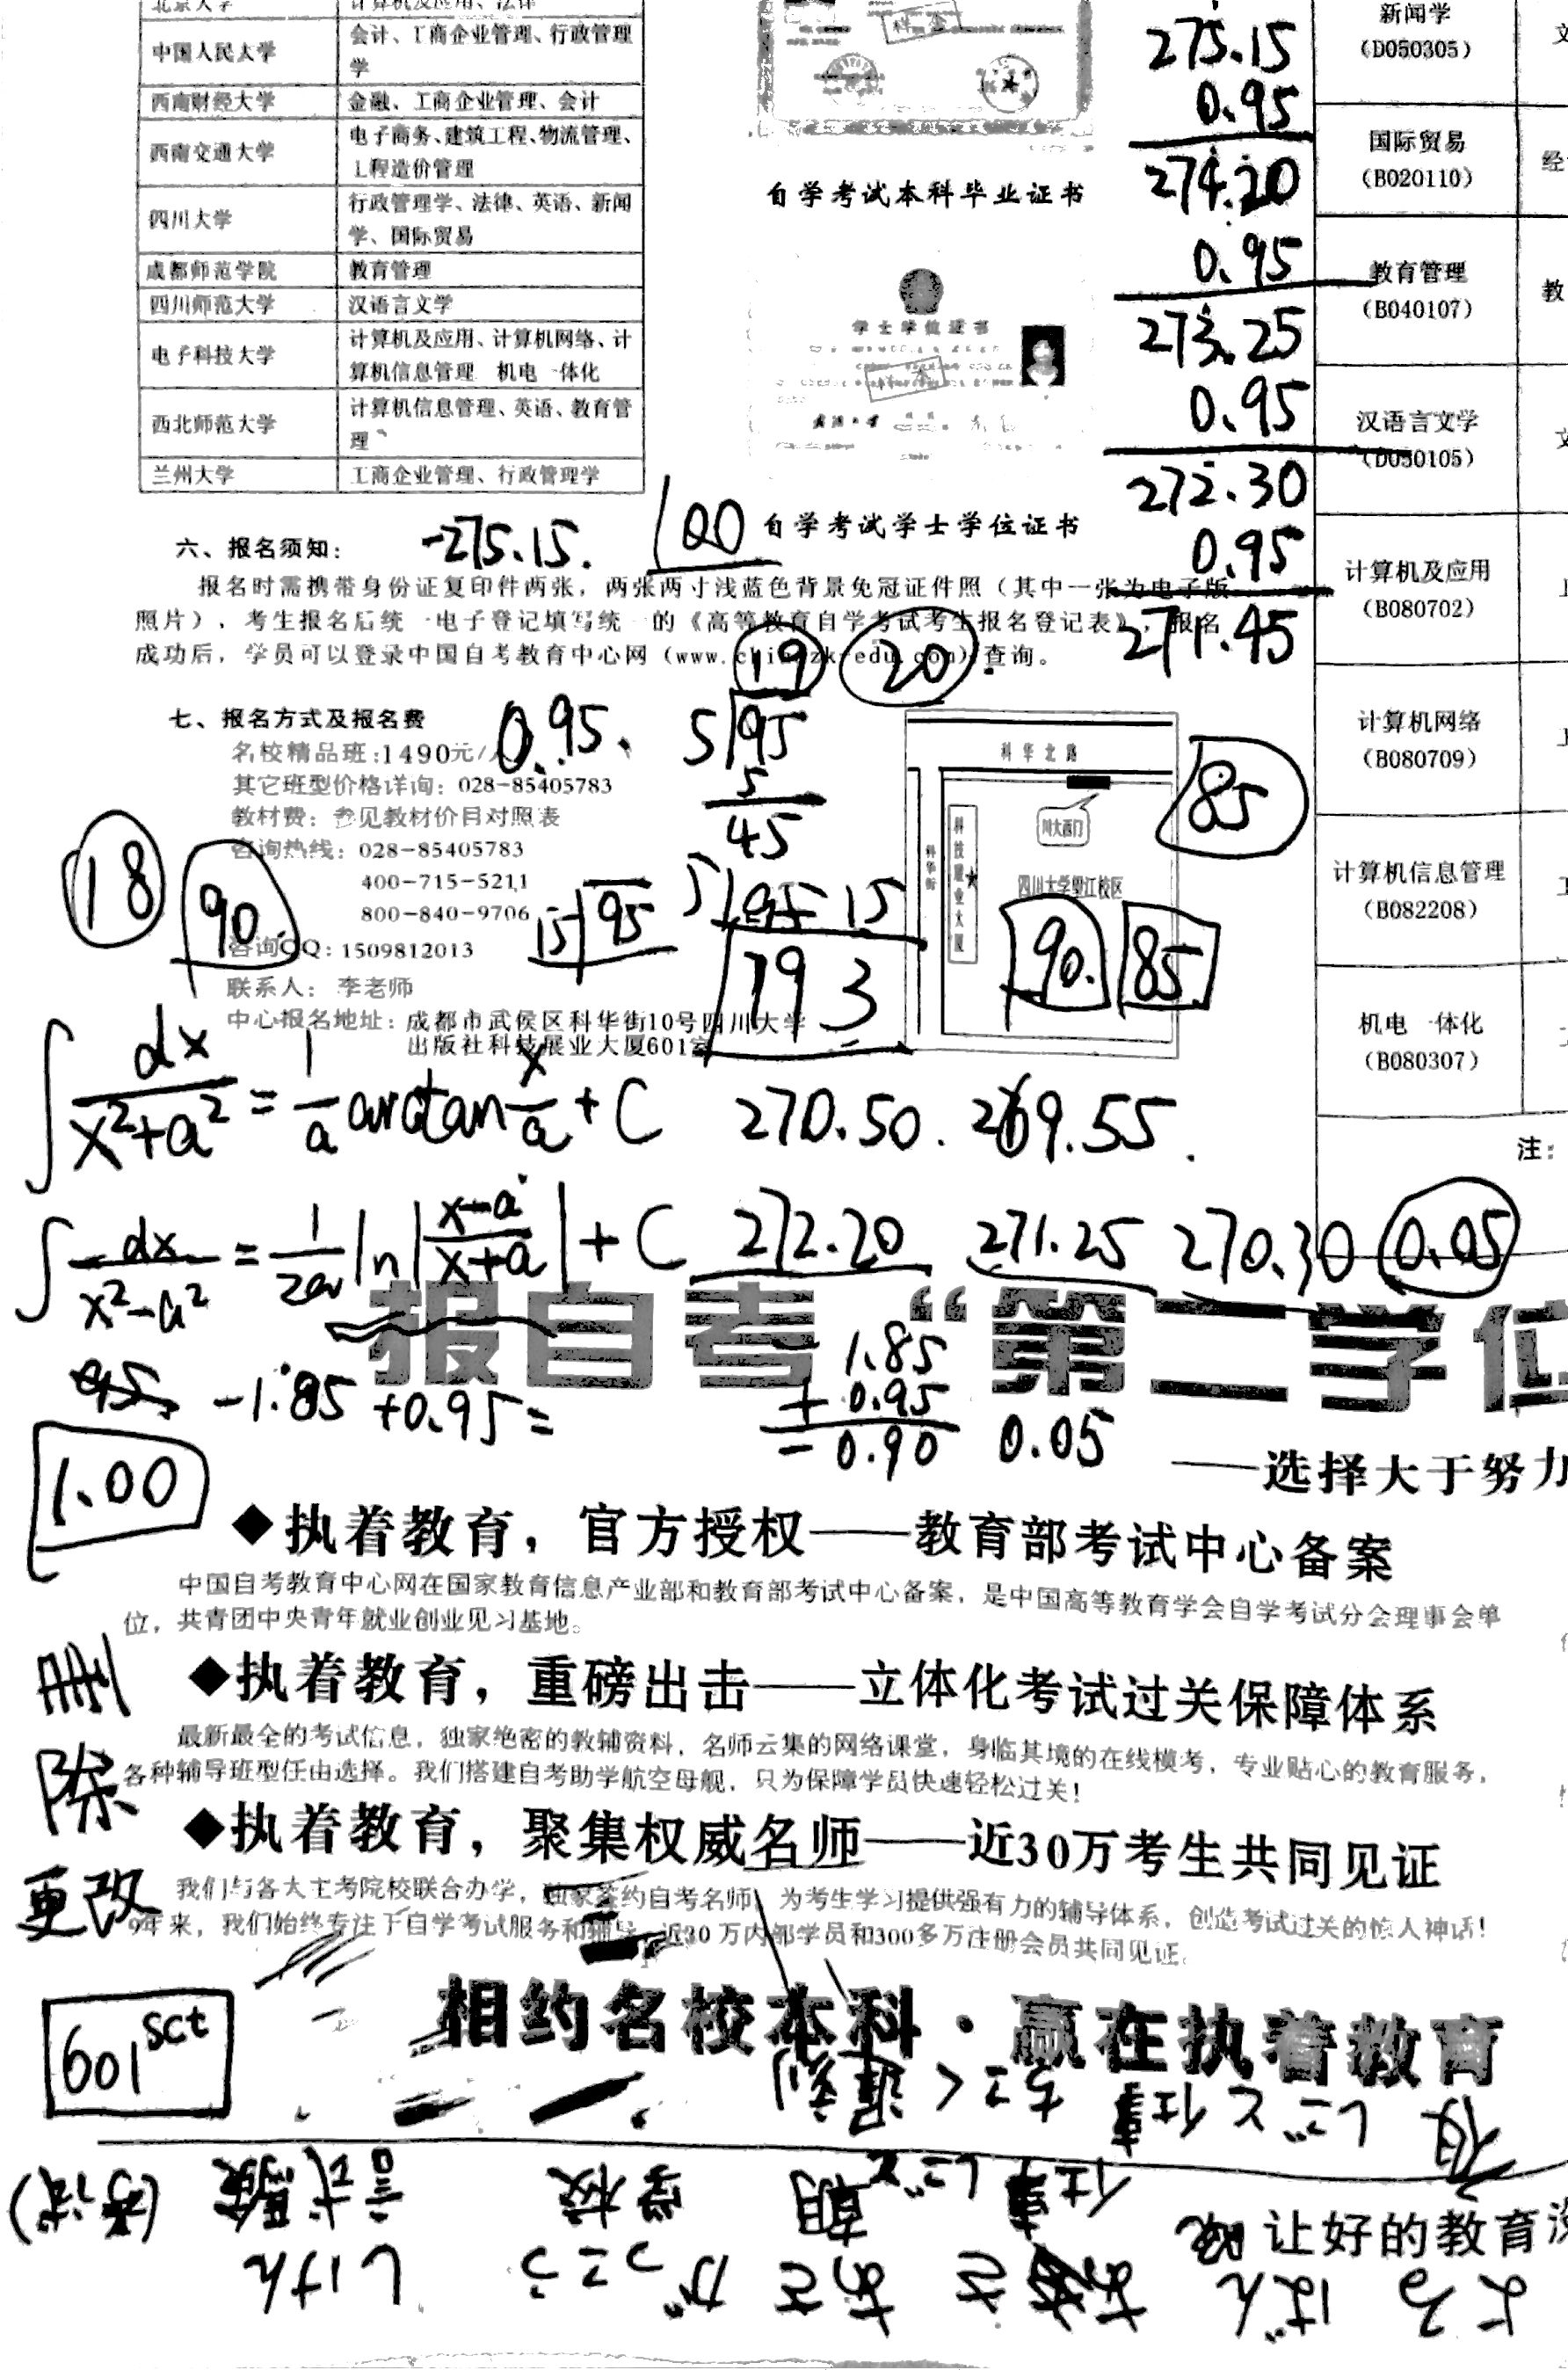 计算机及应用、法律
中国人民大学 会计、工商企业管理、行政管理学
西南财经大学 金融、工商企业管理、会计
西南交通大学 电子商务、建筑工程、物流管理、工程造价管理
四川大学 行政管理学、法律、英语、新闻学、国际贸易
成都师范学院 教育管理
四川师范大学 汉语言文学
电子科技大学 计算机及应用、计算机网络、计算机信息管理 机电一体化
西北师范大学 计算机信息管理、英语、教育管理、
兰州大学 工商企业管理、行政管理学
自学考试本科毕业证书
学士学位证书
自学考试学士学位证书
275.15
0.95
274.20
0.95
273.25
0.95
272.30
0.95
271.45
新闻学
(D050305)
国际贸易
(B020110)
教育管理
(B040107)
汉语言文学
(D050105)
计算机及应用
(B080702)
计算机网络
(B080709)
计算机信息管理
(B082208)
机电一体化
(B080307)
注:
-275.15.
100
六、报名须知:
报名时需携带身份证复印件两张，两张两寸浅蓝色背景免冠证件照（其中一张为电子版
照片），考生报名后统一电子登记填写统一的《高等教育自学考试考生报名登记表》，报名
成功后，学员可以登录中国自考教育中心网（www.chinazk-edu.com）查询。
19 20.
七、报名方式及报名费
名校精品班:1490元/
0.95.
5 95
5
45
其它班型价格详询: 028-85405783
教材费: 参见教材价目对照表
咨询热线: 028-85405783
400-715-5211
800-840-9706
咨询QQ: 1509812013
联系人: 李老师
中心报名地址: 成都市武侯区科华街10号四川大学
出版社科技展业大厦601室
18 90.
15 95
5 95 15
19 3
科华北路
川大西门
科华街
四川大学望江校区
85
90. 85
∫ dx/(x²+a²) = 1/a arctan x/a + C
270.50. 269.55.
∫ dx/(x²-a²) = 1/2a ln|(x-a)/(x+a)| + C
272.20 271.25 270.30 0.05
报自考“第二学位
-1.85 +0.95=
-1.85
+ 0.95
-0.90 0.05
1.00
——选择大于努力
◆执着教育，官方授权——教育部考试中心备案
中国自考教育中心网在国家教育信息产业部和教育部考试中心备案，是中国高等教育学会自学考试分会理事会单
位，共青团中央青年就业创业见习基地。
删
◆执着教育，重磅出击——立体化考试过关保障体系
最新最全的考试信息，独家绝密的教辅资料，名师云集的网络课堂，身临其境的在线模考，专业贴心的教育服务，
除
各种辅导班型任由选择。我们搭建自考助学航空母舰，只为保障学员快速轻松过关！
◆执着教育，聚集权威名师——近30万考生共同见证
更改
我们与各大主考院校联合办学，独家签约自考名师，为考生学习提供强有力的辅导体系，创造考试过关的惊人神话！
9年来，我们始终专注于自学考试服务和辅导，近30万内部学员和300多万注册会员共同见证。
601 sct
相约名校本科·赢在执着教育
让好的教育
夜 しごと 仕事 ちこく 遅刻
仕事 しごと 朝 学校 試験 (考试)
よる ばん あさ がっこう しけん